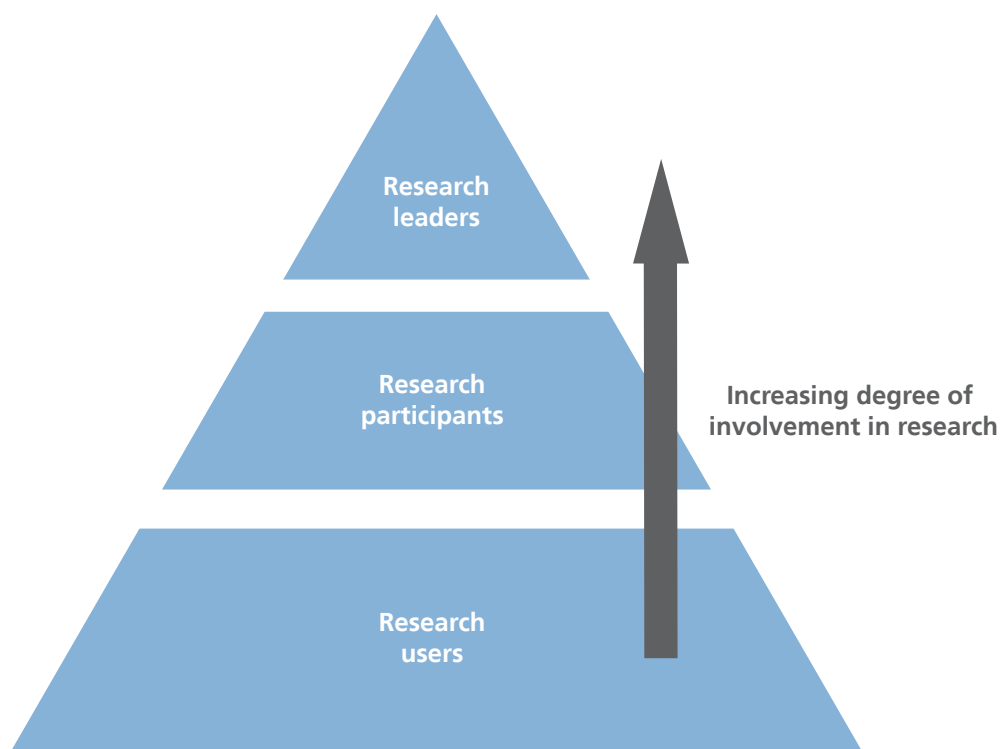 Research
leaders
Research
participants
Increasing degree of
involvement in research
Research
users